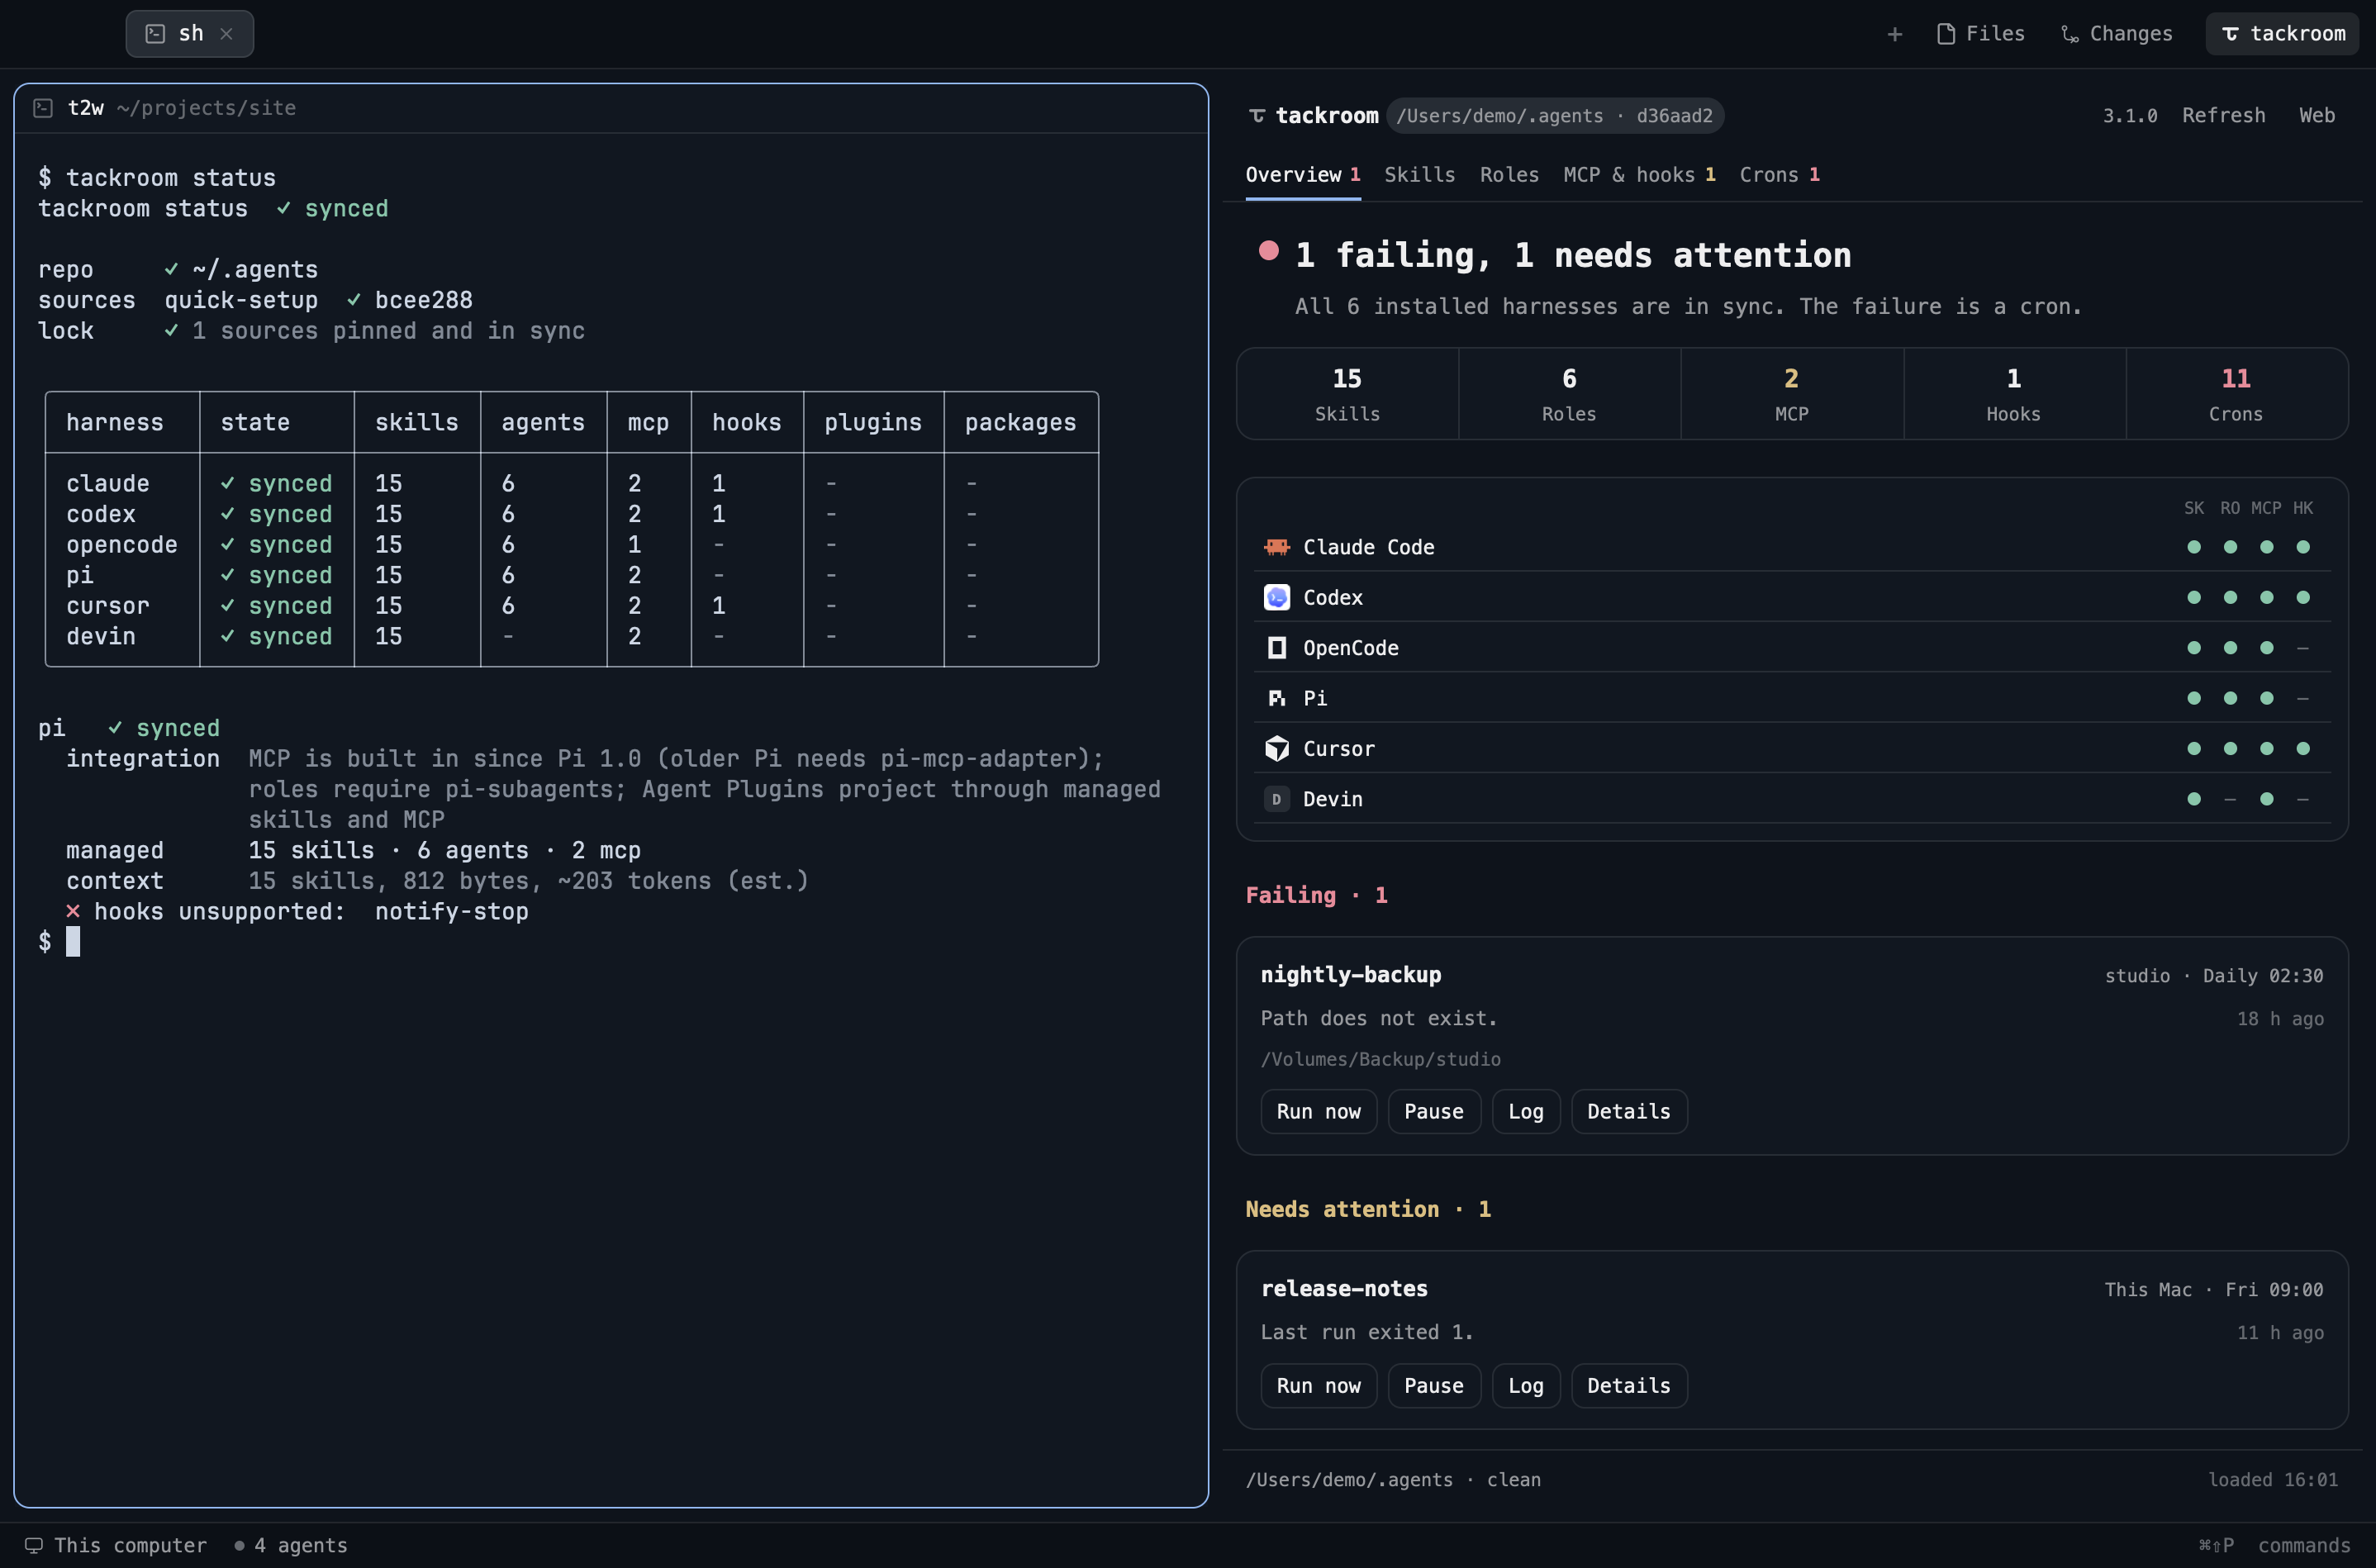 sh
+ Files Changes tackroom
t2w ~/projects/site
$ tackroom status
tackroom status ✓ synced
repo ✓ ~/.agents
sources quick-setup ✓ bcee288
lock ✓ 1 sources pinned and in sync
harness state skills agents mcp hooks plugins packages
claude ✓ synced 15 6 2 1 - -
codex ✓ synced 15 6 2 1 - -
opencode ✓ synced 15 6 1 - - -
pi ✓ synced 15 6 2 - - -
cursor ✓ synced 15 6 2 1 - -
devin ✓ synced 15 - 2 - - -
pi ✓ synced
integration MCP is built in since Pi 1.0 (older Pi needs pi-mcp-adapter);
roles require pi-subagents; Agent Plugins project through managed
skills and MCP
managed 15 skills · 6 agents · 2 mcp
context 15 skills, 812 bytes, ~203 tokens (est.)
✕ hooks unsupported: notify-stop
$
tackroom /Users/demo/.agents · d36aad2 3.1.0 Refresh Web
Overview 1 Skills Roles MCP & hooks 1 Crons 1
1 failing, 1 needs attention
All 6 installed harnesses are in sync. The failure is a cron.
15 6 2 1 11
Skills Roles MCP Hooks Crons
SK RO MCP HK
Claude Code
Codex
OpenCode –
Pi –
Cursor
D Devin – –
Failing · 1
nightly-backup studio · Daily 02:30
Path does not exist. 18 h ago
/Volumes/Backup/studio
Run now Pause Log Details
Needs attention · 1
release-notes This Mac · Fri 09:00
Last run exited 1. 11 h ago
Run now Pause Log Details
/Users/demo/.agents · clean loaded 16:01
This computer 4 agents ⌘⇧P commands